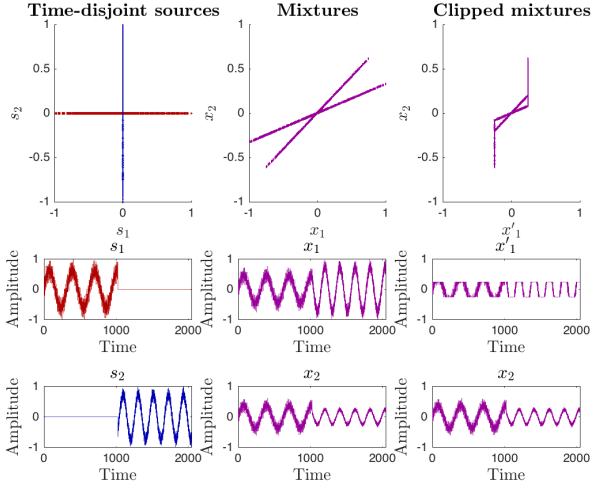 Time-disjoint sources Mixtures Clipped mixtures
1 1 1
0.5 0.5 0.5
s₂ 0 x₂ 0 x₂ 0
-0.5 -0.5 -0.5
-1 -1 -1
-1 0 1 -1 0 1 -1 0 1
s₁ x₁ x'₁
s₁ x₁ x'₁
Amplitude 1 0 -1 Amplitude 1 0 -1 Amplitude 1 0 -1
0 1000 2000 0 1000 2000 0 1000 2000
Time Time Time
s₂ x₂ x₂
Amplitude 1 0 -1 Amplitude 1 0 -1 Amplitude 1 0 -1
0 1000 2000 0 1000 2000 0 1000 2000
Time Time Time